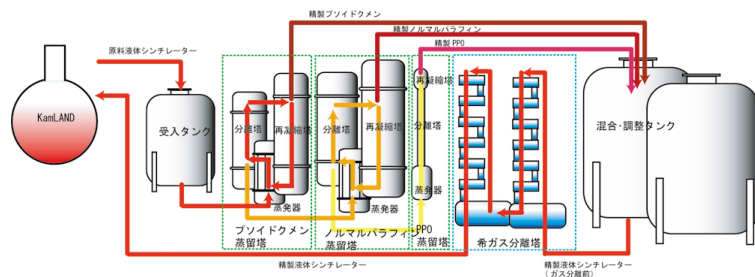 精製プソイドクメン
精製ノルマルパラフィン
精製PPO
原料液体シンチレーター
KamLAND
受入タンク
分離塔
再凝縮塔
蒸発器
プソイドクメン
蒸留塔
分離塔
再凝縮塔
蒸発器
ノルマルパラフィン
蒸留塔
再凝縮塔
分離塔
蒸発器
PPO
蒸留塔
希ガス分離塔
混合・調整タンク
精製液体シンチレーター
精製液体シンチレーター
(ガス分離前)